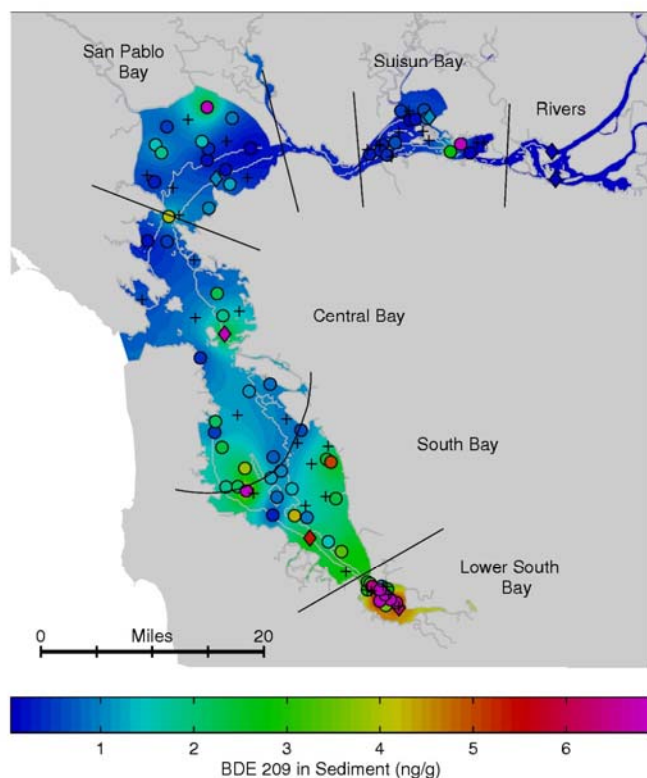 San Pablo
Bay
Suisun Bay
Rivers
Central Bay
South Bay
Lower South
Bay
0 Miles 20
1 2 3 4 5 6
BDE 209 in Sediment (ng/g)